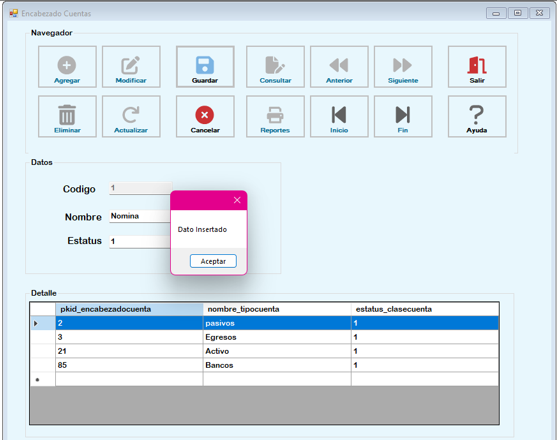 Encabezado Cuentas
Navegador
Agregar Modificar Guardar Consultar Anterior Siguiente Salir
Eliminar Actualizar Cancelar Reportes Inicio Fin Ayuda
Datos
Codigo 1
Nombre Nomina
Estatus 1
Dato Insertado
Aceptar
Detalle
pkid_encabezadocuenta nombre_tipocuenta estatus_clasecuenta
2 pasivos 1
3 Egresos 1
21 Activo 1
85 Bancos 1